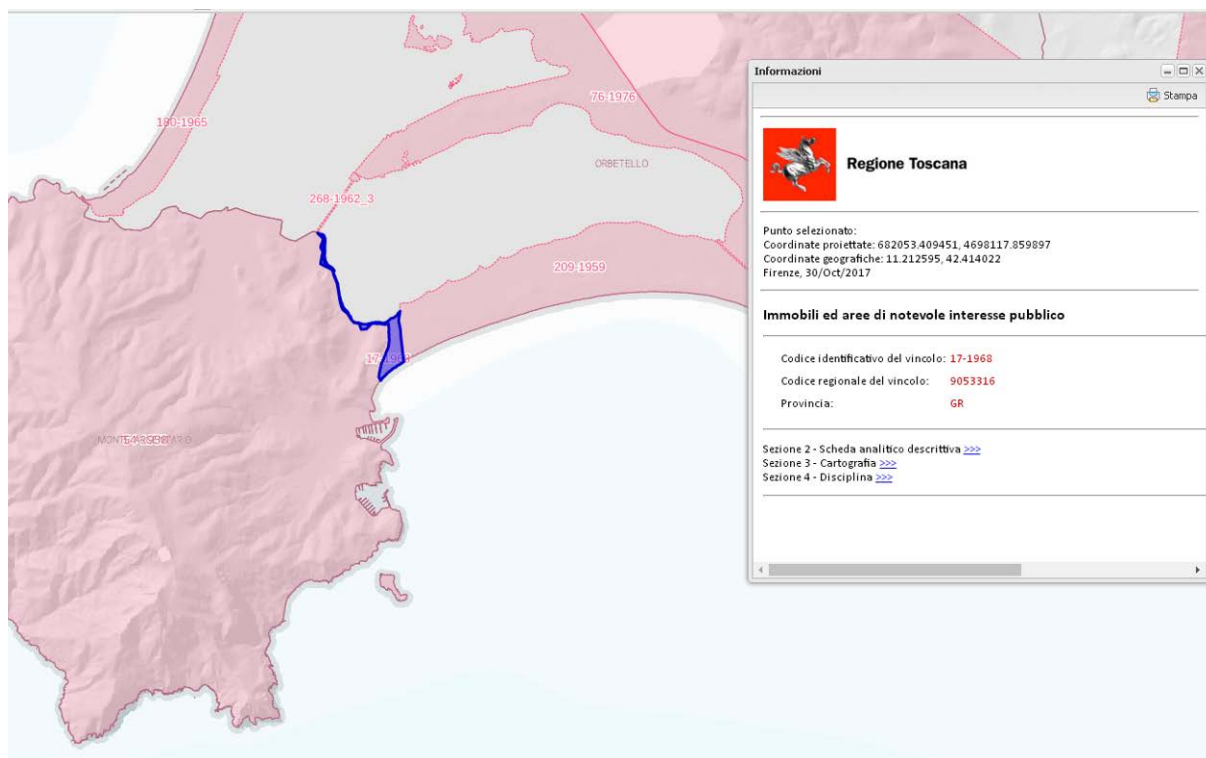 76-1976
180-1965
ORBETELLO
268-1962_3
209-1959
17-1968
Informazioni
Stampa
Regione Toscana
Punto selezionato:
Coordinate proiettate: 682053.409451, 4698117.859897
Coordinate geografiche: 11.212595, 42.414022
Firenze, 30/Oct/2017
Immobili ed aree di notevole interesse pubblico
Codice identificativo del vincolo: 17-1968
Codice regionale del vincolo: 9053316
Provincia: GR
Sezione 2 - Scheda analitico descrittiva >>>
Sezione 3 - Cartografia >>>
Sezione 4 - Disciplina >>>